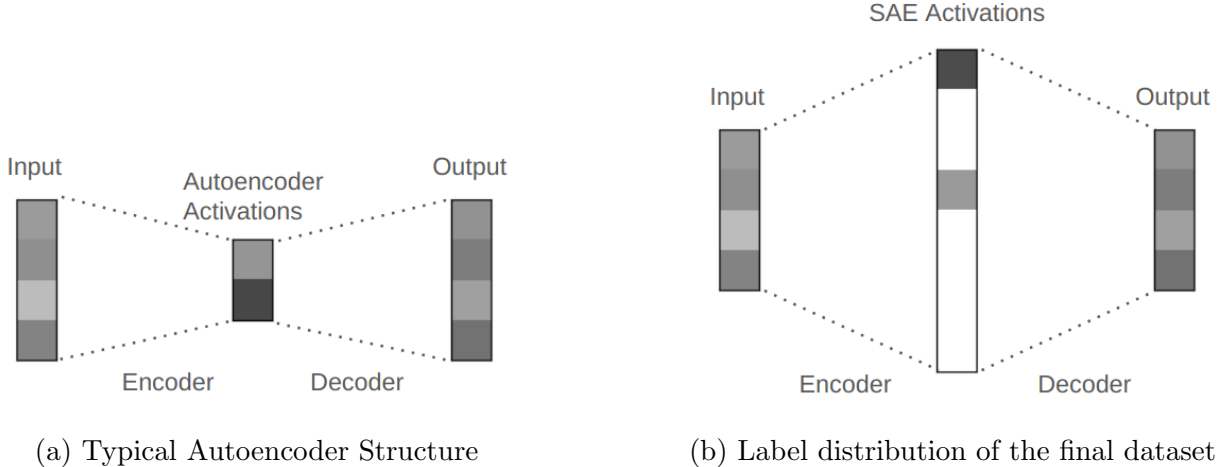 Input
Autoencoder
Activations
Output
Encoder
Decoder
(a) Typical Autoencoder Structure
SAE Activations
Input
Output
Encoder
Decoder
(b) Label distribution of the final dataset